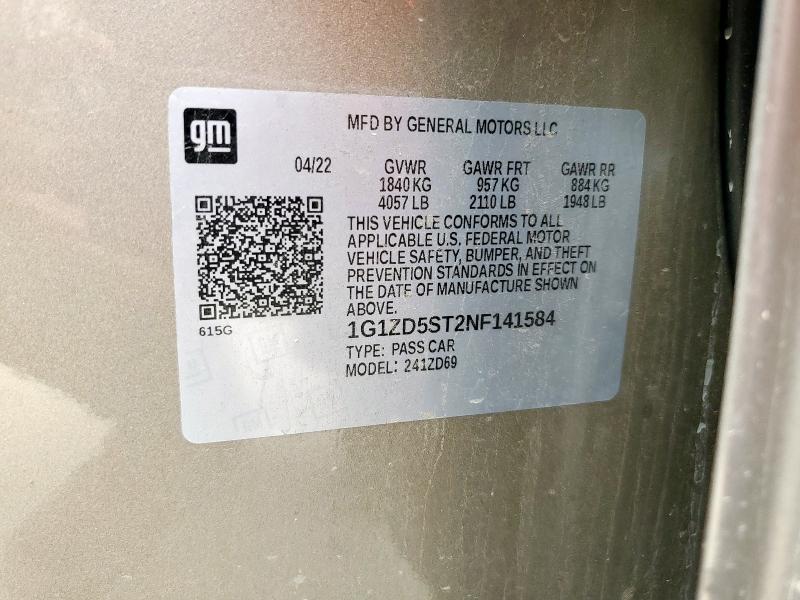 gm
MFD BY GENERAL MOTORS LLC
04/22 GVWR GAWR FRT GAWR RR
1840 KG 957 KG 884 KG
4057 LB 2110 LB 1948 LB
THIS VEHICLE CONFORMS TO ALL
APPLICABLE U.S. FEDERAL MOTOR
VEHICLE SAFETY, BUMPER, AND THEFT
PREVENTION STANDARDS IN EFFECT ON
THE DATE OF MANUFACTURE SHOWN
ABOVE.
615G
1G1ZD5ST2NF141584
TYPE: PASS CAR
MODEL: 241ZD69